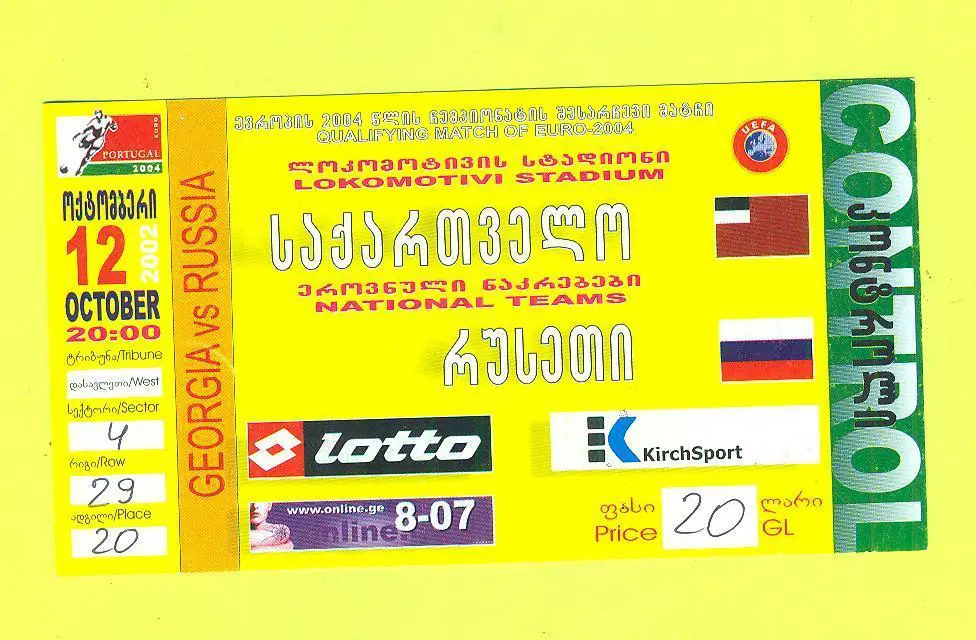 EURO
PORTUGAL
2004
ოქტომბერი
12
2002
OCTOBER
20:00
ტრიბუნა/Tribune
დასავლეთი/West
სექტორი/Sector
4
რიგი/Row
29
ადგილი/Place
20
GEORGIA vs RUSSIA
ევროპის 2004 წლის ჩემპიონატის შესარჩევი მატჩი
QUALIFYING MATCH OF EURO-2004
ლოკომოტივის სტადიონი
LOKOMOTIVI STADIUM
UEFA
საქართველო
ეროვნული ნაკრებები
NATIONAL TEAMS
რუსეთი
lotto
KirchSport
www.online.ge
8-07
online.
ფასი
Price
20
ლარი
GL
CONTROL
კონტროლი